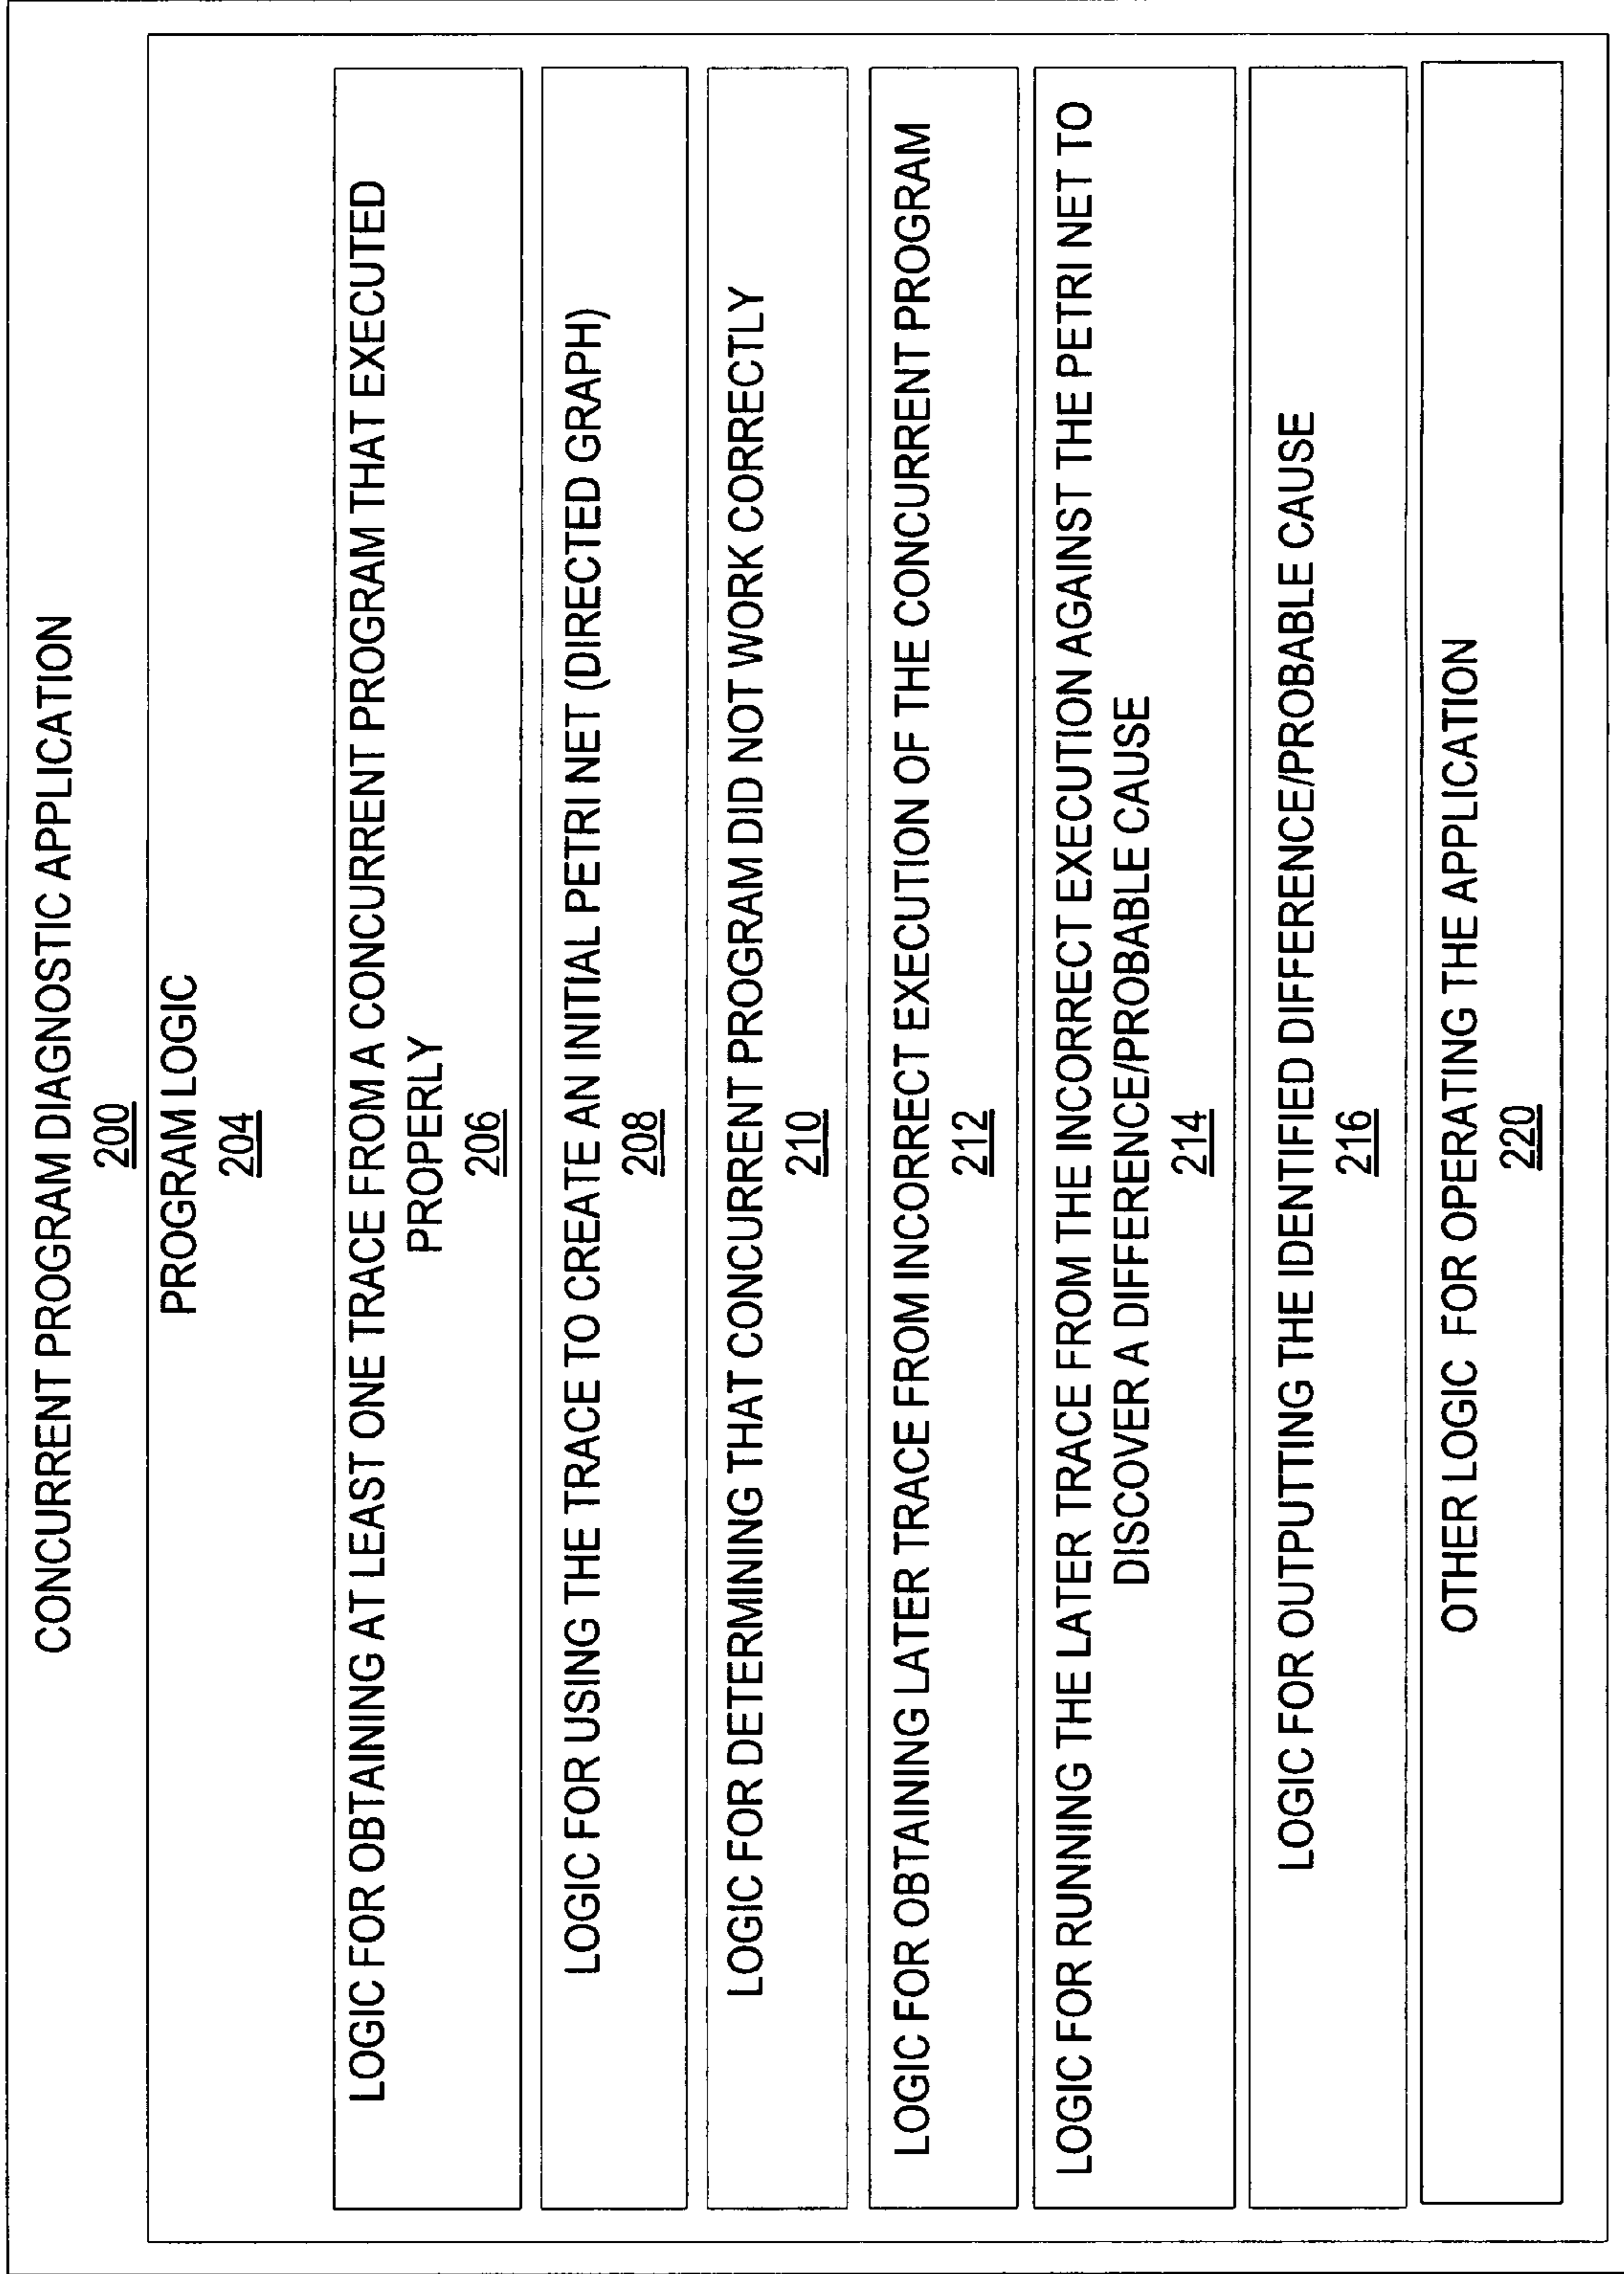 CONCURRENT PROGRAM DIAGNOSTIC APPLICATION
200
PROGRAM LOGIC
204
LOGIC FOR OBTAINING AT LEAST ONE TRACE FROM A CONCURRENT PROGRAM THAT EXECUTED
PROPERLY
206
LOGIC FOR USING THE TRACE TO CREATE AN INITIAL PETRI NET (DIRECTED GRAPH)
208
LOGIC FOR DETERMINING THAT CONCURRENT PROGRAM DID NOT WORK CORRECTLY
210
LOGIC FOR OBTAINING LATER TRACE FROM INCORRECT EXECUTION OF THE CONCURRENT PROGRAM
212
LOGIC FOR RUNNING THE LATER TRACE FROM THE INCORRECT EXECUTION AGAINST THE PETRI NET TO
DISCOVER A DIFFERENCE/PROBABLE CAUSE
214
LOGIC FOR OUTPUTTING THE IDENTIFIED DIFFERENCE/PROBABLE CAUSE
216
OTHER LOGIC FOR OPERATING THE APPLICATION
220